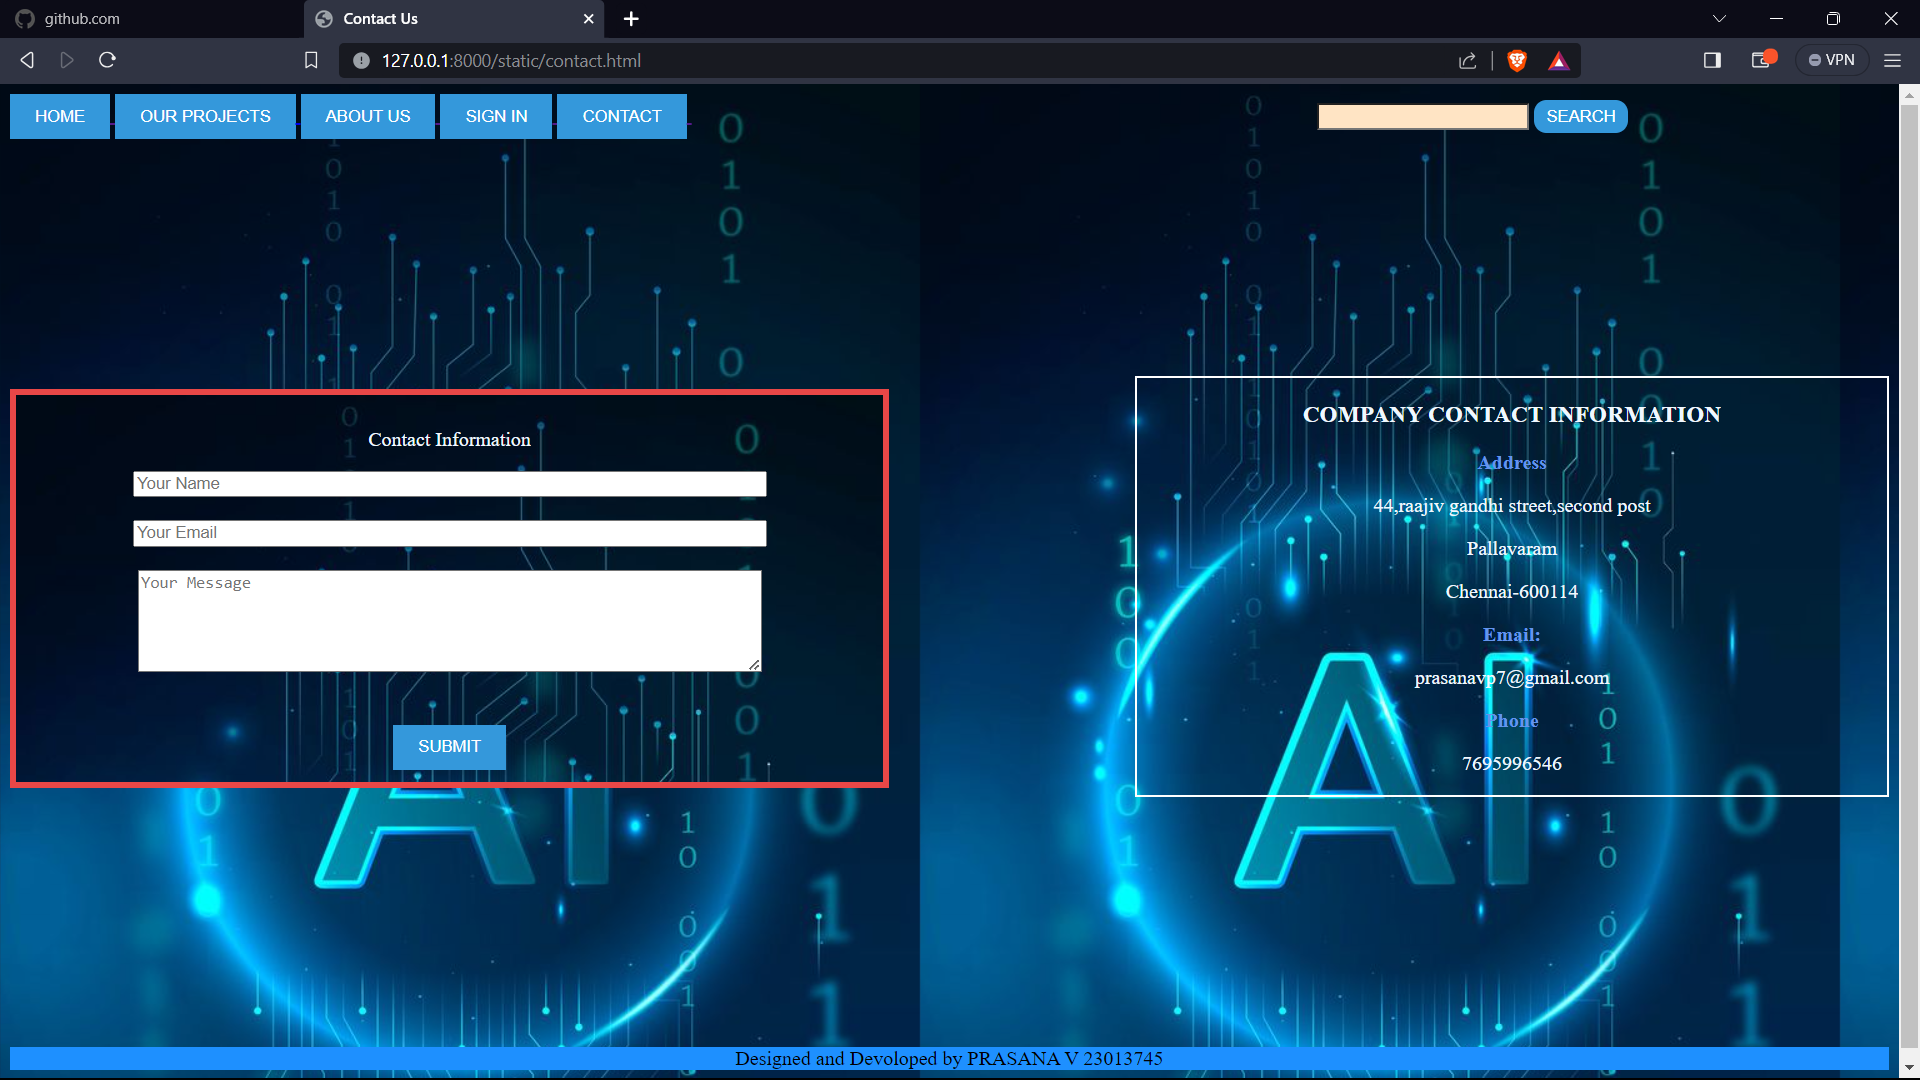 github.com
Contact Us
127.0.0.1:8000/static/contact.html
VPN
HOME
OUR PROJECTS
ABOUT US
SIGN IN
CONTACT
SEARCH
Contact Information
Your Name
Your Email
Your Message
SUBMIT
COMPANY CONTACT INFORMATION
Address
44,raajiv gandhi street,second post
Pallavaram
Chennai-600114
Email:
prasanavp7@gmail.com
Phone
7695996546
AI
AI
Designed and Devoloped by PRASANA V 23013745